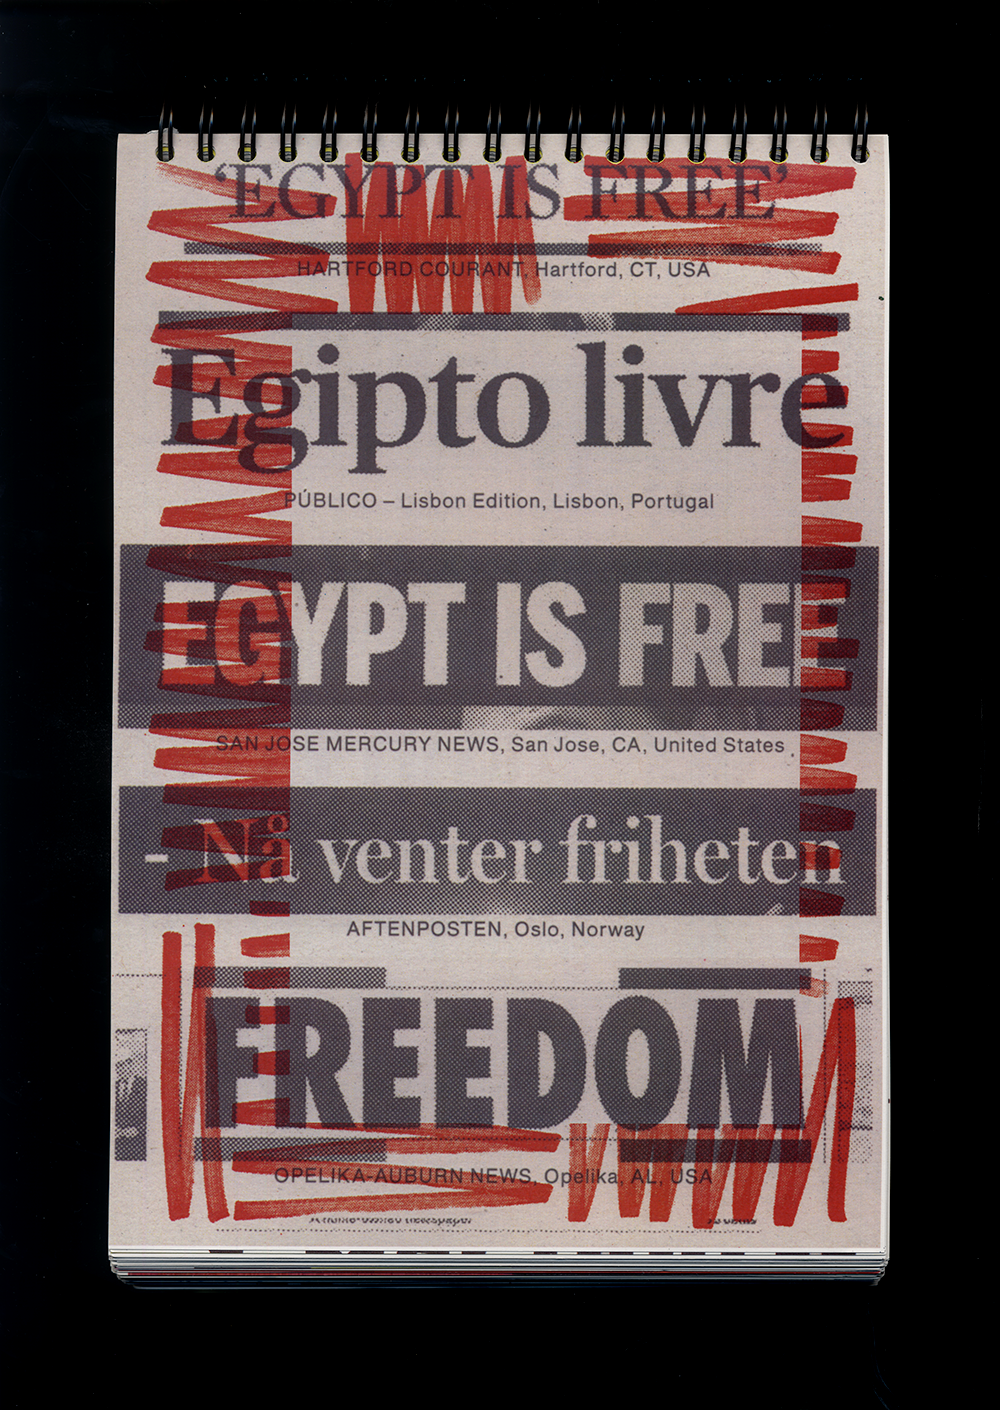 ‘EGYPT IS FREE’
HARTFORD COURANT, Hartford, CT, USA
Egipto livre
PÚBLICO – Lisbon Edition, Lisbon, Portugal
EGYPT IS FREE
SAN JOSE MERCURY NEWS, San Jose, CA, United States
- Nå venter friheten
AFTENPOSTEN, Oslo, Norway
FREEDOM
OPELIKA-AUBURN NEWS, Opelika, AL, USA